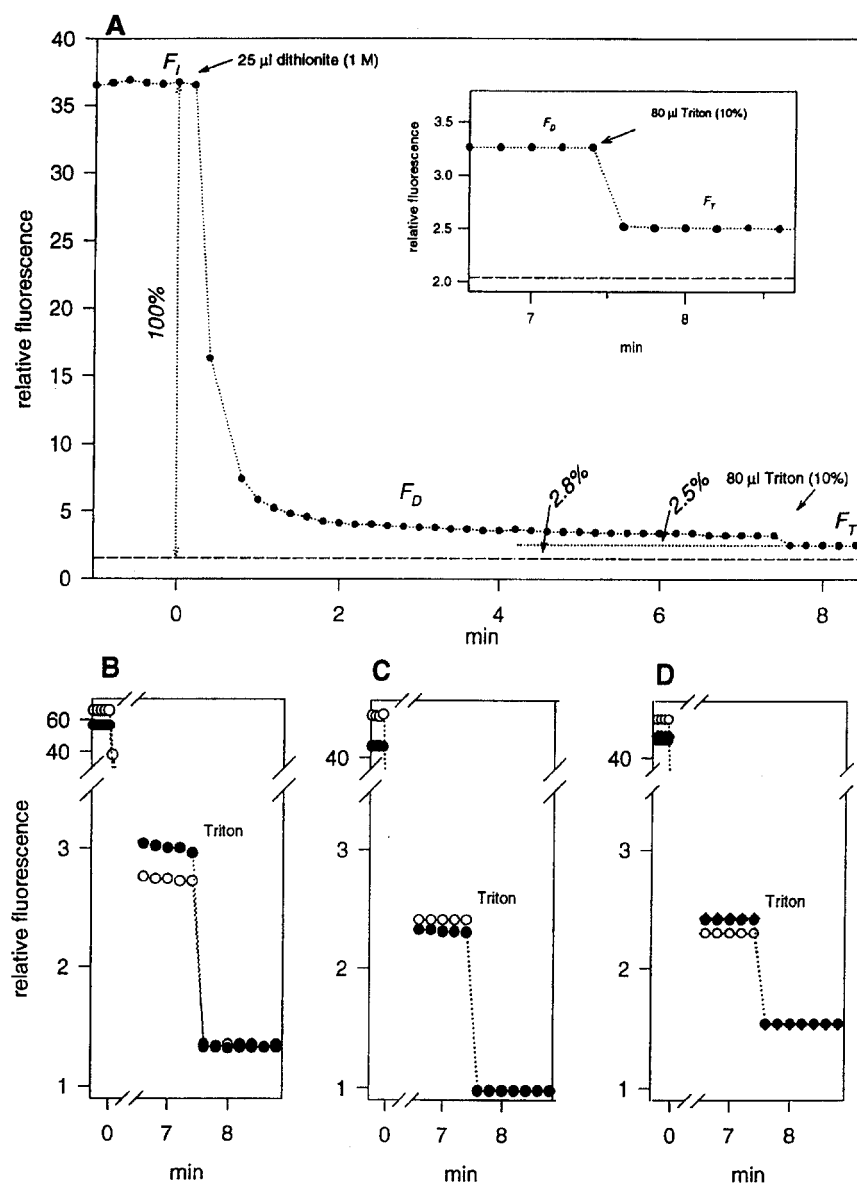 A
40
35
30
25
20
15
10
5
0
relative fluorescence
F_I
25 µl dithionite (1 M)
100%
F_D
2.8%
2.5%
80 µl Triton (10%)
F_T
0
2
4
6
8
min
3.5
3.0
2.5
2.0
relative fluorescence
F_D
80 µl Triton (10%)
F_T
7
8
min
B
60
40
3
2
1
relative fluorescence
Triton
0
7
8
min
C
40
3
2
1
Triton
0
7
8
min
D
40
3
2
1
Triton
0
7
8
min